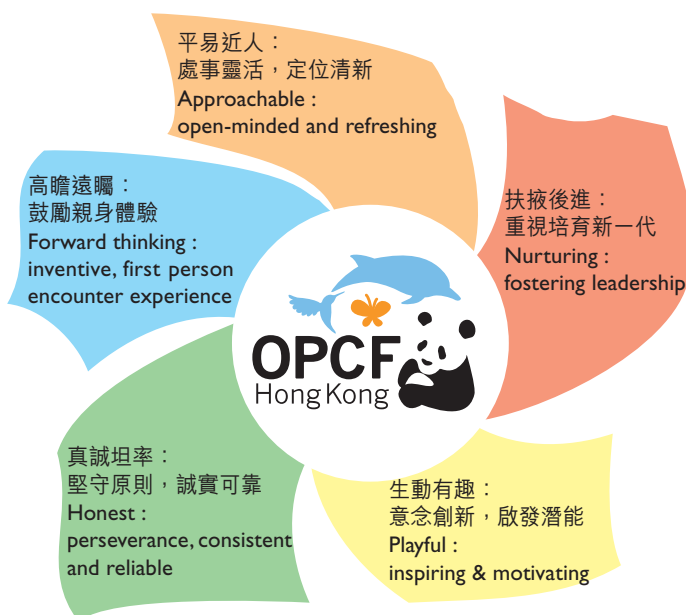 平易近人：
處事靈活，定位清新
Approachable :
open-minded and refreshing
高瞻遠矚：
鼓勵親身體驗
Forward thinking :
inventive, first person
encounter experience
扶掖後進：
重視培育新一代
Nurturing :
fostering leadership
OPCF
Hong Kong
真誠坦率：
堅守原則，誠實可靠
Honest :
perseverance, consistent
and reliable
生動有趣：
意念創新，啟發潛能
Playful :
inspiring & motivating